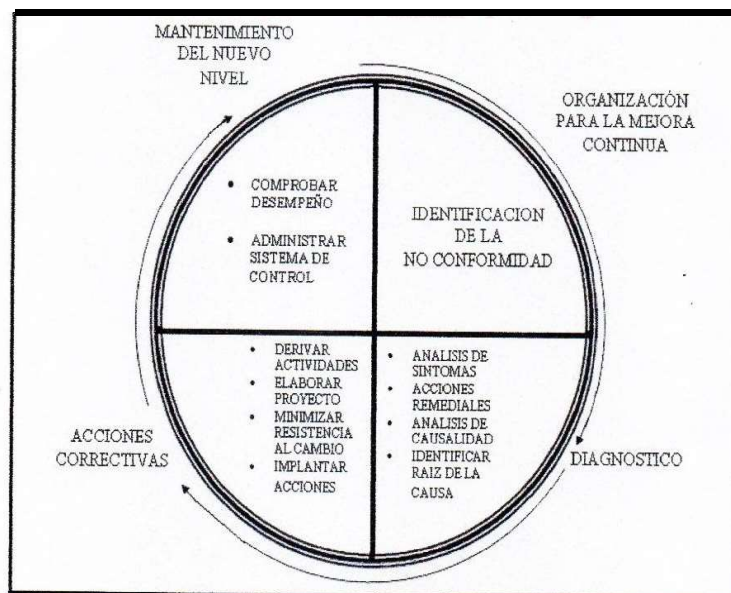 MANTENIMIENTO
DEL NUEVO
NIVEL
ORGANIZACIÓN
PARA LA MEJORA
CONTINUA
• COMPROBAR
DESEMPEÑO
• ADMINISTRAR
SISTEMA DE
CONTROL
IDENTIFICACION
DE LA
NO CONFORMIDAD
• DERIVAR
ACTIVIDADES
• ELABORAR
PROYECTO
• MINIMIZAR
RESISTENCIA
AL CAMBIO
• IMPLANTAR
ACCIONES
• ANALISIS DE
SINTOMAS
• ACCIONES
REMEDIALES
• ANALISIS DE
CAUSALIDAD
• IDENTIFICAR
RAIZ DE LA
CAUSA
ACCIONES
CORRECTIVAS
DIAGNOSTICO